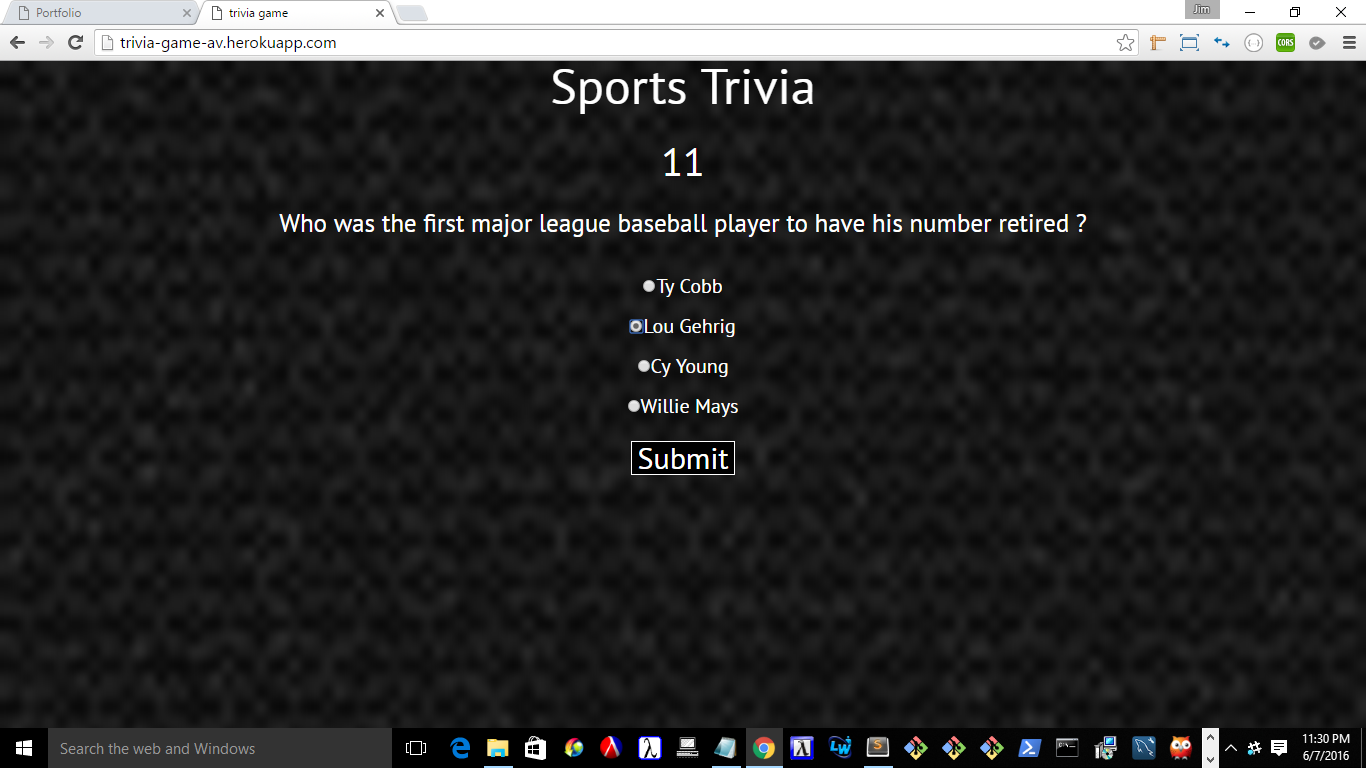 Portfolio
trivia game
Jim
trivia-game-av.herokuapp.com
CORS
Sports Trivia
11
Who was the first major league baseball player to have his number retired ?
Ty Cobb
Lou Gehrig
Cy Young
Willie Mays
Submit
Search the web and Windows
LW
11:30 PM
6/7/2016